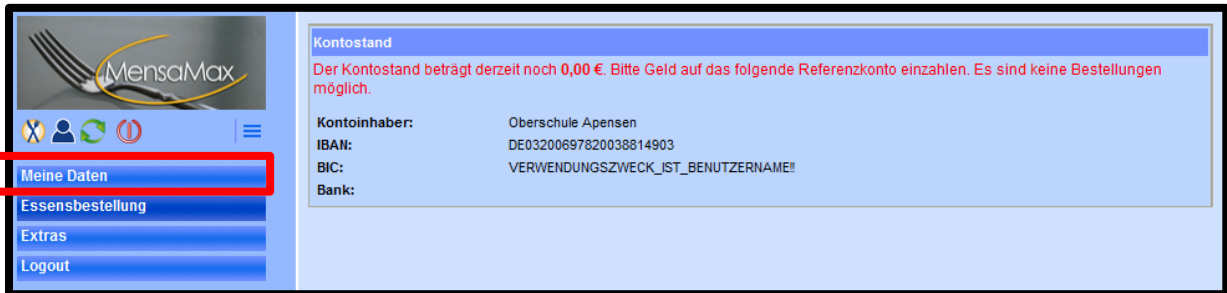 MensaMax
Meine Daten
Essensbestellung
Extras
Logout
Kontostand
Der Kontostand beträgt derzeit noch 0,00 €. Bitte Geld auf das folgende Referenzkonto einzahlen. Es sind keine Bestellungen
möglich.
Kontoinhaber: Oberschule Apensen
IBAN: DE03200697820038814903
BIC: VERWENDUNGSZWECK_IST_BENUTZERNAME!!
Bank: